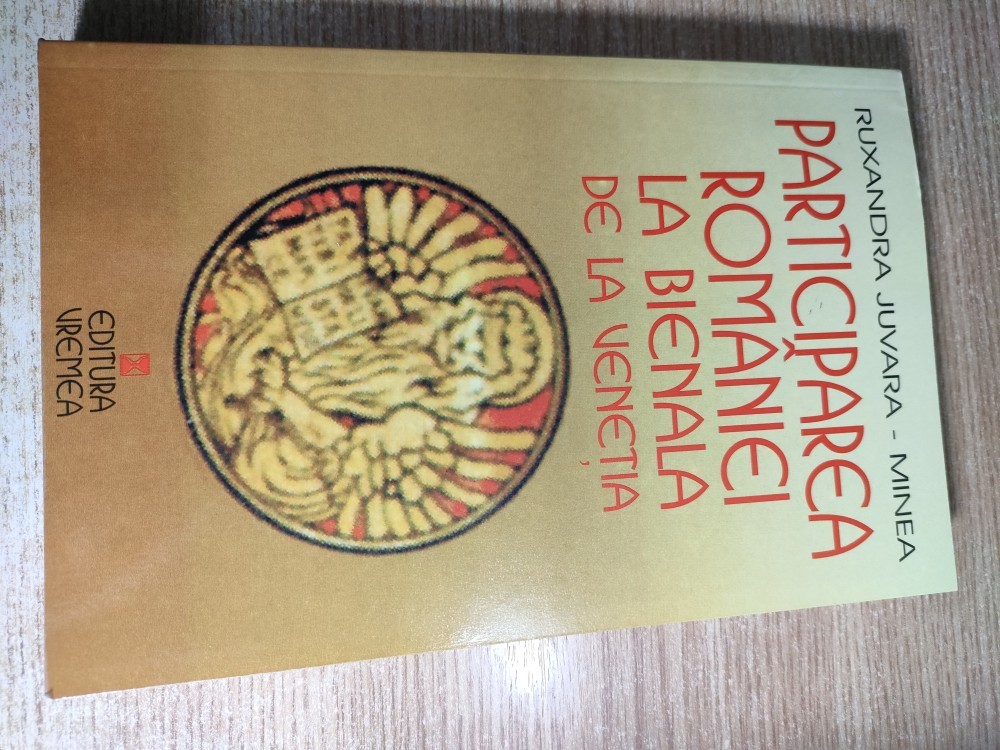 RUXANDRA JUVARA - MINEA
PARTICIPAREA
ROMÂNIEI
LA BIENALA
DE LA VENEȚIA
EDITURA
VREMEA